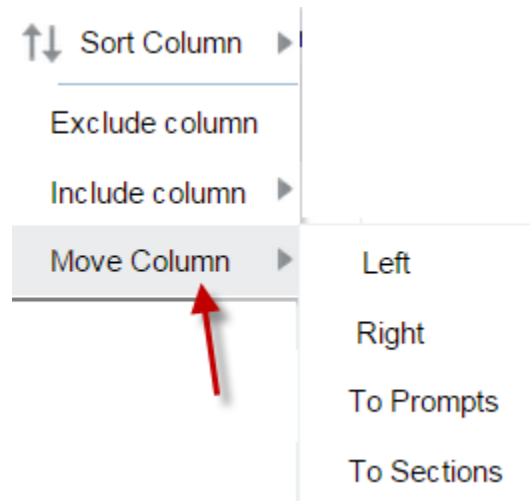 Sort Column
Exclude column
Include column
Move Column
Left
Right
To Prompts
To Sections